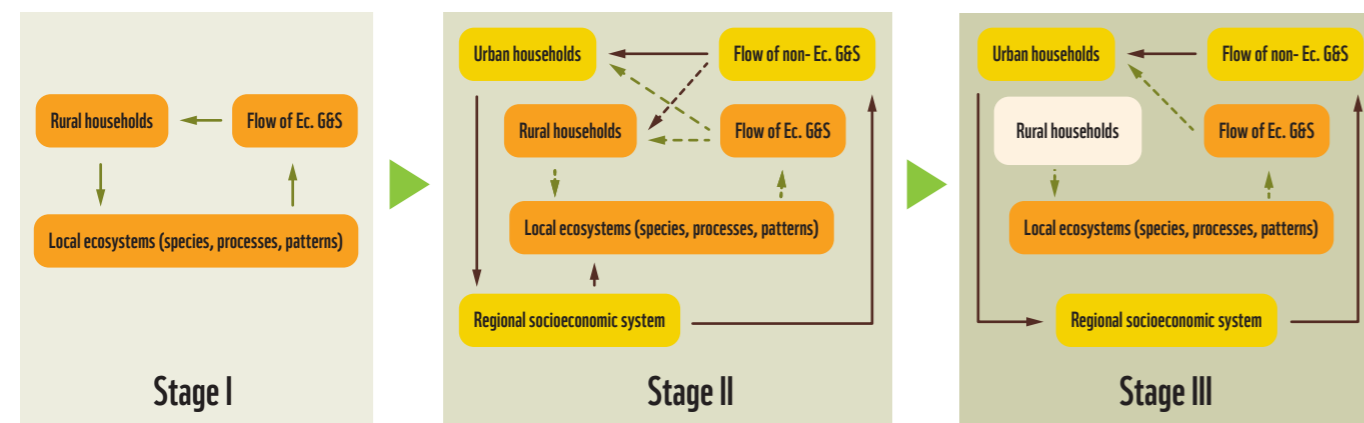 Rural households
Flow of Ec. G&S
Local ecosystems (species, processes, patterns)
Stage I
Urban households
Flow of non- Ec. G&S
Rural households
Flow of Ec. G&S
Local ecosystems (species, processes, patterns)
Regional socioeconomic system
Stage II
Urban households
Flow of non- Ec. G&S
Rural households
Flow of Ec. G&S
Local ecosystems (species, processes, patterns)
Regional socioeconomic system
Stage III